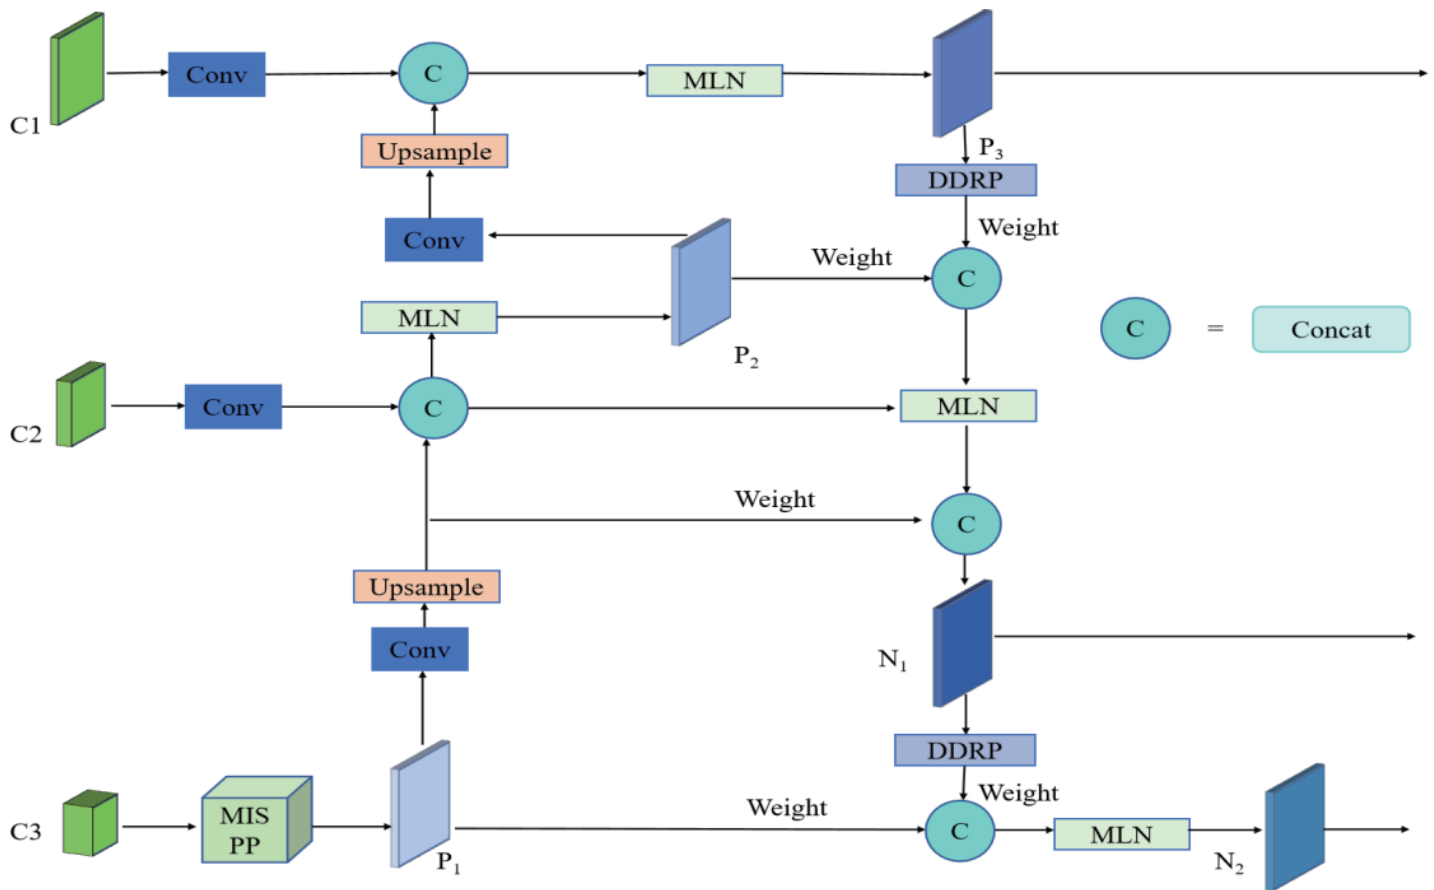 C1
Conv
C
MLN
P3
Upsample
DDRP
Weight
Conv
Weight
C
MLN
P2
C = Concat
C2
Conv
C
MLN
Weight
C
Upsample
Conv
N1
DDRP
C3
MIS
PP
P1
Weight
C
Weight
MLN
N2